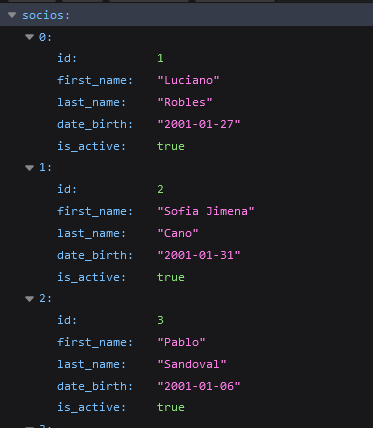 socios:
0:
id: 1
first_name: "Luciano"
last_name: "Robles"
date_birth: "2001-01-27"
is_active: true
1:
id: 2
first_name: "Sofia Jimena"
last_name: "Cano"
date_birth: "2001-01-31"
is_active: true
2:
id: 3
first_name: "Pablo"
last_name: "Sandoval"
date_birth: "2001-01-06"
is_active: true